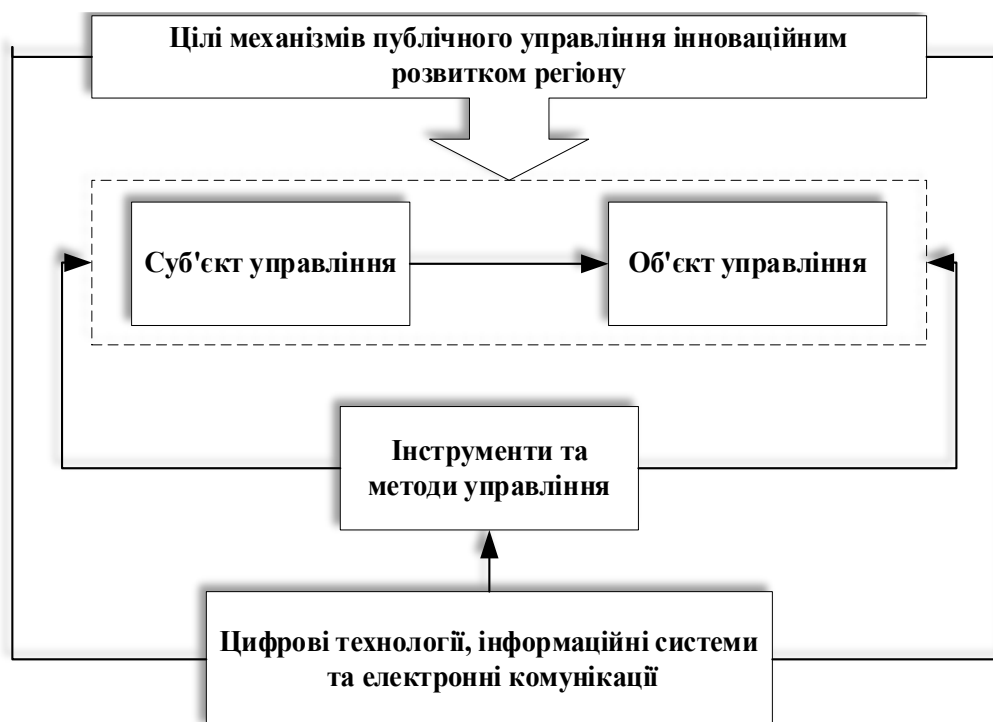 Цілі механізмів публічного управління інноваційним
розвитком регіону
Суб'єкт управління
Об'єкт управління
Інструменти та
методи управління
Цифрові технології, інформаційні системи
та електронні комунікації